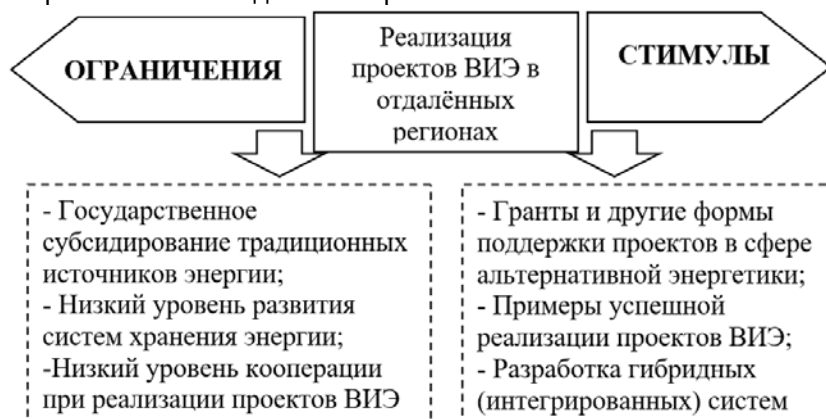 ОГРАНИЧЕНИЯ
Реализация
проектов ВИЭ в
отдалённых
регионах
СТИМУЛЫ
- Государственное
субсидирование традиционных
источников энергии;
- Низкий уровень развития
систем хранения энергии;
-Низкий уровень кооперации
при реализации проектов ВИЭ
- Гранты и другие формы
поддержки проектов в сфере
альтернативной энергетики;
- Примеры успешной
реализации проектов ВИЭ;
- Разработка гибридных
(интегрированных) систем